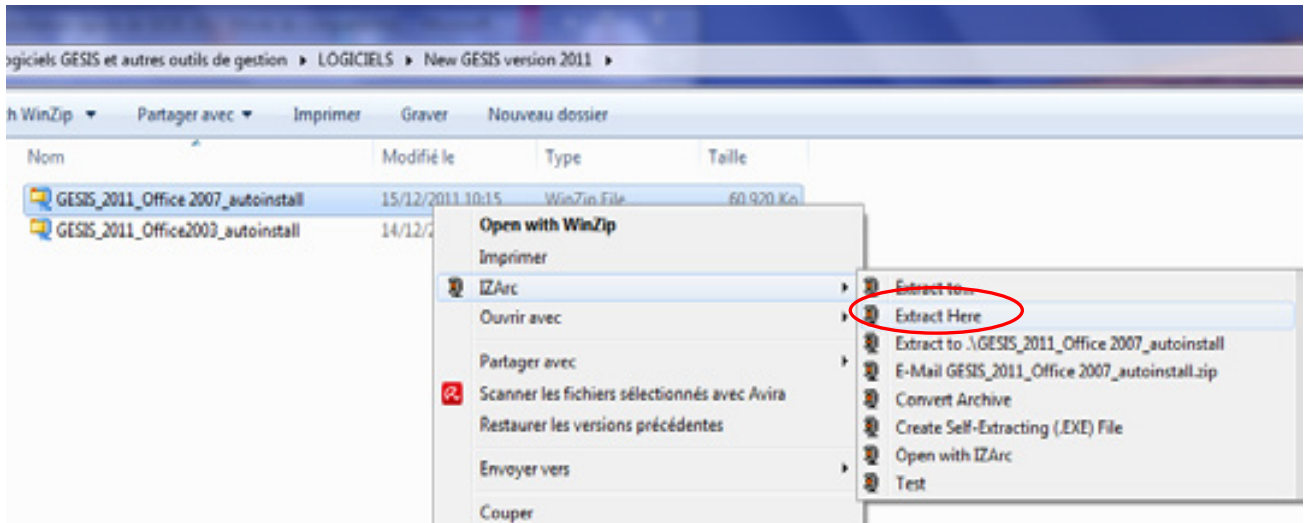 ogiciels GESIS et autres outils de gestion ▸ LOGICIELS ▸ New GESIS version 2011 ▸
h WinZip ▾ Partager avec ▾ Imprimer Graver Nouveau dossier
Nom Modifié le Type Taille
GESIS_2011_Office 2007_autoinstall 15/12/2011 10:15 WinZip File 60 920 Ko
GESIS_2011_Office2003_autoinstall 14/12/2
Open with WinZip
Imprimer
IZArc
Ouvrir avec
Partager avec
Scanner les fichiers sélectionnés avec Avira
Restaurer les versions précédentes
Envoyer vers
Couper
Extract to...
Extract Here
Extract to .\GESIS_2011_Office 2007_autoinstall
E-Mail GESIS_2011_Office 2007_autoinstall.zip
Convert Archive
Create Self-Extracting (.EXE) File
Open with IZArc
Test